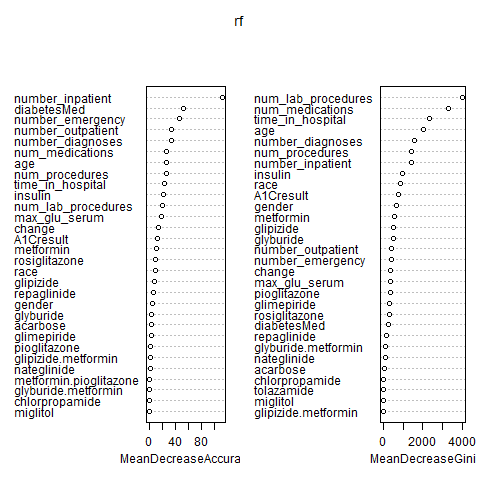 rf
number_inpatient
diabetesMed
number_emergency
number_outpatient
number_diagnoses
num_medications
age
num_procedures
time_in_hospital
insulin
num_lab_procedures
max_glu_serum
change
A1Cresult
metformin
rosiglitazone
race
glipizide
repaglinide
gender
glyburide
acarbose
glimepiride
pioglitazone
glipizide.metformin
nateglinide
metformin.pioglitazone
glyburide.metformin
chlorpropamide
miglitol
0 40 80
MeanDecreaseAccura
num_lab_procedures
num_medications
time_in_hospital
age
number_diagnoses
num_procedures
number_inpatient
insulin
race
A1Cresult
gender
metformin
glipizide
glyburide
number_outpatient
number_emergency
change
max_glu_serum
pioglitazone
glimepiride
rosiglitazone
diabetesMed
repaglinide
glyburide.metformin
nateglinide
acarbose
chlorpropamide
tolazamide
miglitol
glipizide.metformin
0 2000 4000
MeanDecreaseGini